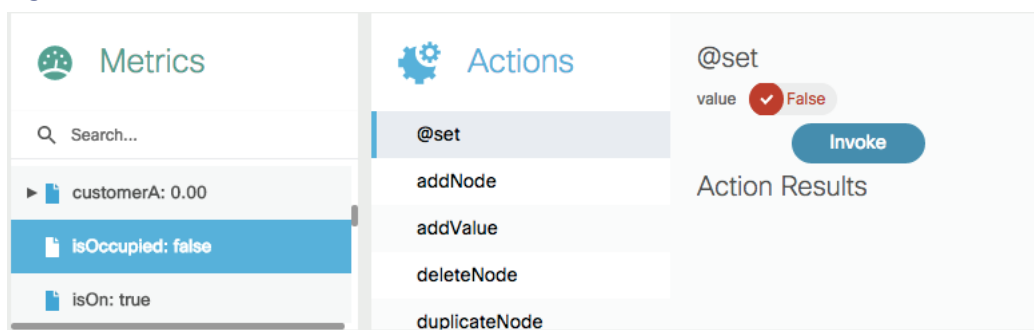 Metrics
Search...
customerA: 0.00
isOccupied: false
isOn: true
Actions
@set
addNode
addValue
deleteNode
duplicateNode
@set
value False
Invoke
Action Results